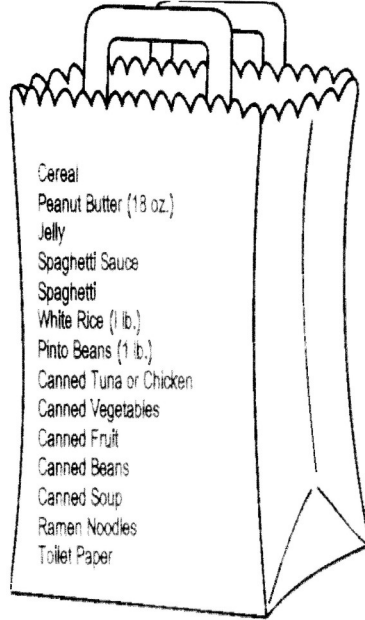 Cereal
Peanut Butter (18 oz.)
Jelly
Spaghetti Sauce
Spaghetti
White Rice (1 lb.)
Pinto Beans (1 lb.)
Canned Tuna or Chicken
Canned Vegetables
Canned Fruit
Canned Beans
Canned Soup
Ramen Noodles
Toilet Paper